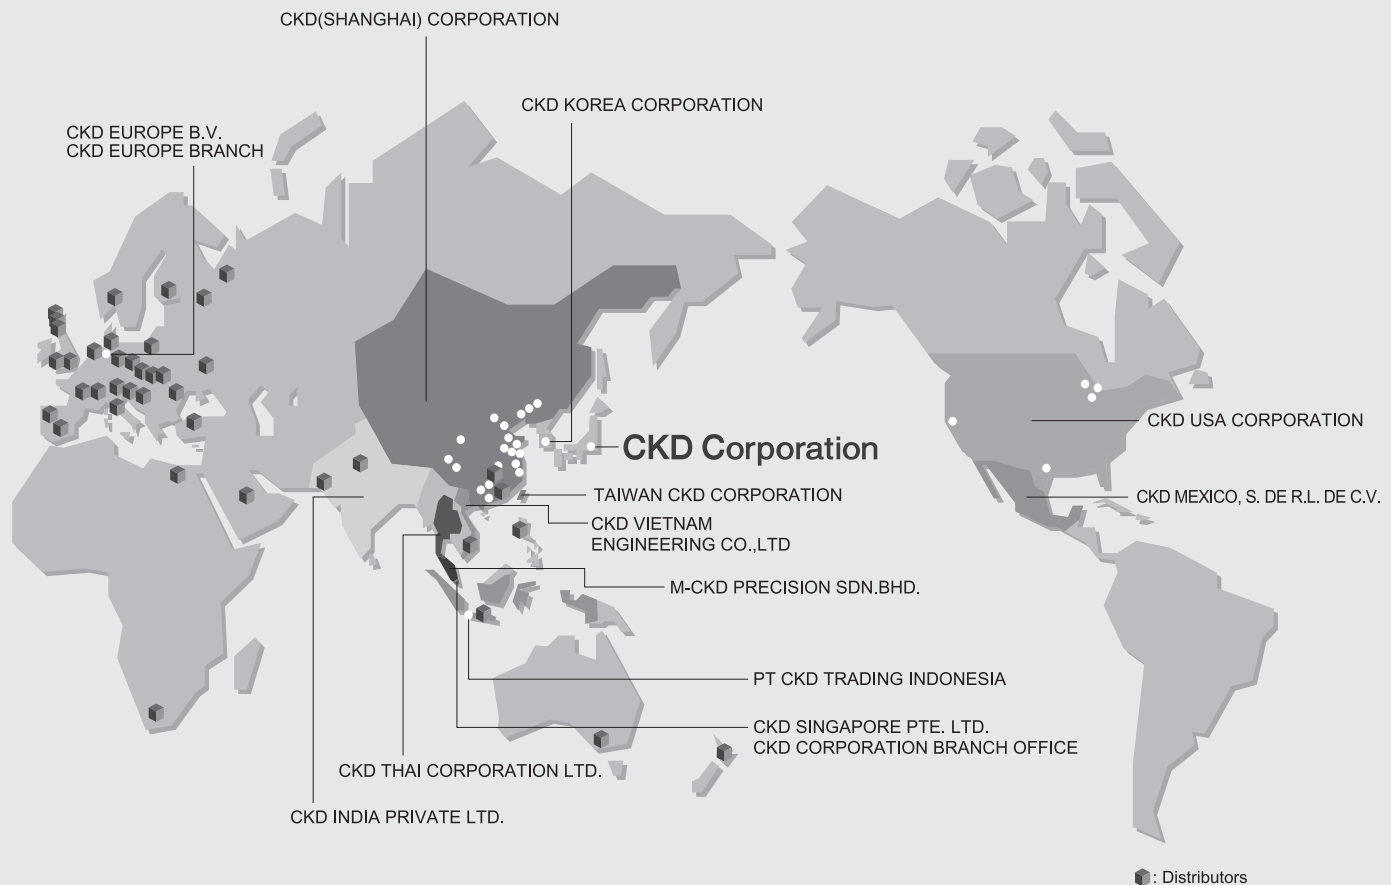 CKD(SHANGHAI) CORPORATION
CKD KOREA CORPORATION
CKD EUROPE B.V.
CKD EUROPE BRANCH
CKD USA CORPORATION
CKD Corporation
TAIWAN CKD CORPORATION
CKD MEXICO, S. DE R.L. DE C.V.
CKD VIETNAM
ENGINEERING CO.,LTD
M-CKD PRECISION SDN.BHD.
PT CKD TRADING INDONESIA
CKD SINGAPORE PTE. LTD.
CKD CORPORATION BRANCH OFFICE
CKD THAI CORPORATION LTD.
CKD INDIA PRIVATE LTD.
: Distributors